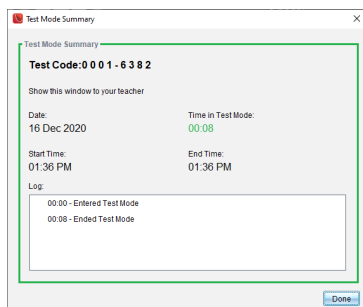 Test Mode Summary
Test Mode Summary
Test Code:0 0 0 1 - 6 3 8 2
Show this window to your teacher
Date: Time in Test Mode:
16 Dec 2020 00:08
Start Time: End Time:
01:36 PM 01:36 PM
Log:
00:00 - Entered Test Mode
00:08 - Ended Test Mode
Done